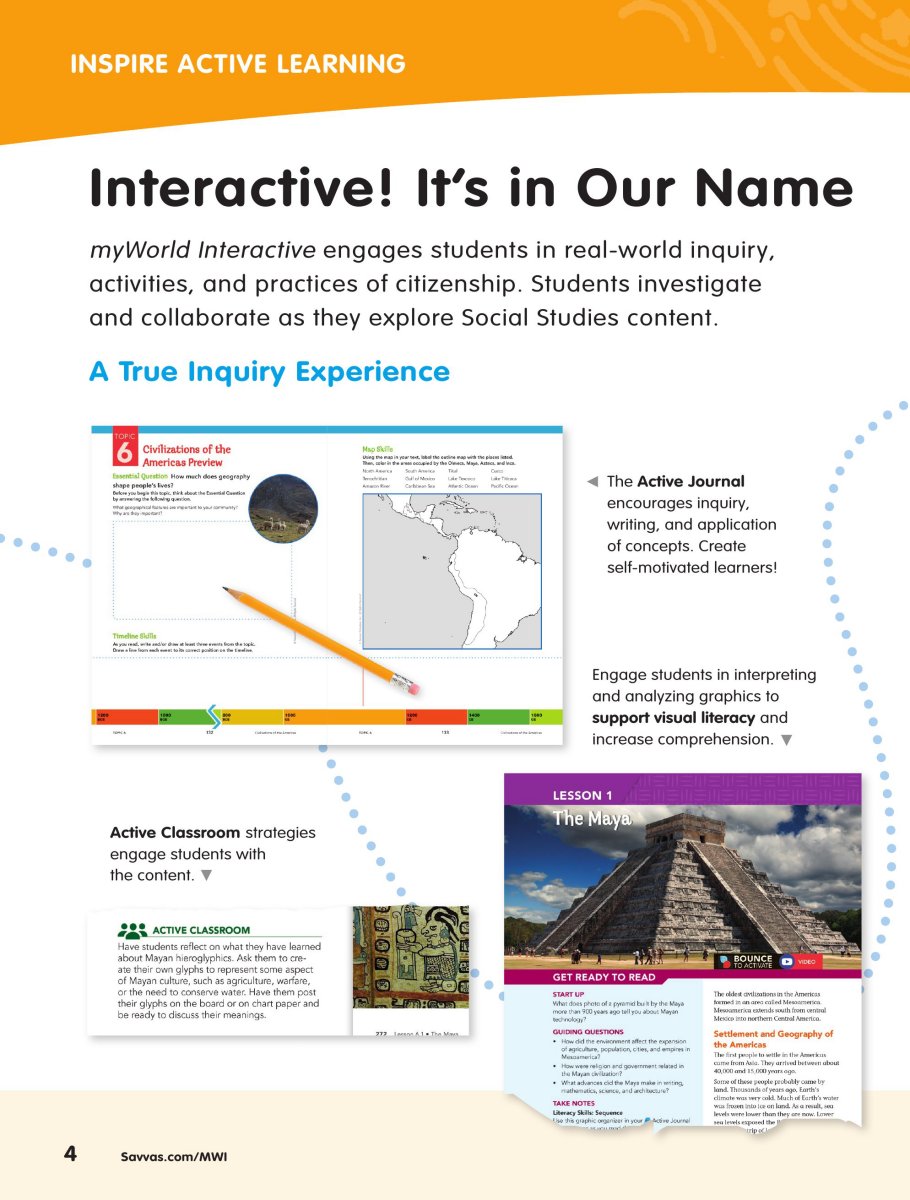 INSPIRE ACTIVE LEARNING
Interactive! It's in Our Name
myWorld Interactive engages students in real-world inquiry,
activities, and practices of citizenship. Students investigate
and collaborate as they explore Social Studies content.
A True Inquiry Experience
TOPIC
6
Civilizations of the
Americas Preview
Essential Question How much does geography
shape people's lives?
Before you begin this topic, think about the Essential Question
by answering the following question.
What geographical features are important to your community?
Why are they important?
Timeline Skills
As you read, write and/or draw at least three events from the topic.
Draw a line from each event to its correct position on the timeline.
Map Skills
Using the map in your text, label the outline map with the places listed.
Then, color in the areas occupied by the Olmecs, Maya, Aztecs, and Inca.
North America South America Tikal Cuzco
Tenochtitlan Gulf of Mexico Lake Texcoco Lake Titicaca
Amazon River Caribbean Sea Atlantic Ocean Pacific Ocean
TOPIC 6 132 Civilizations of the Americas
TOPIC 6 133 Civilizations of the Americas
The Active Journal
encourages inquiry,
writing, and application
of concepts. Create
self-motivated learners!
Engage students in interpreting
and analyzing graphics to
support visual literacy and
increase comprehension.
Active Classroom strategies
engage students with
the content.
ACTIVE CLASSROOM
Have students reflect on what they have learned
about Mayan hieroglyphics. Ask them to cre-
ate their own glyphs to represent some aspect
of Mayan culture, such as agriculture, warfare,
or the need to conserve water. Have them post
their glyphs on the board or on chart paper and
be ready to discuss their meanings.
272 Lesson 6.1 • The Maya
LESSON 1
The Maya
BOUNCE
TO ACTIVATE
VIDEO
GET READY TO READ
START UP
What does photo of a pyramid built by the Maya
more than 900 years ago tell you about Mayan
technology?
GUIDING QUESTIONS
• How did the environment affect the expansion
of agriculture, population, cities, and empires in
Mesoamerica?
• How were religion and government related in
the Mayan civilization?
• What advances did the Maya make in writing,
mathematics, science, and architecture?
TAKE NOTES
Literacy Skills: Sequence
Use this graphic organizer in your Active Journal
The oldest civilizations in the Americas
formed in an area called Mesoamerica.
Mesoamerica extends south from central
Mexico into northern Central America.
Settlement and Geography of
the Americas
The first people to settle in the Americas
came from Asia. They arrived between about
40,000 and 15,000 years ago.
Some of these people probably came by
land. Thousands of years ago, Earth's
climate was very cold. Much of Earth's water
was frozen into ice on land. As a result, sea
levels were lower than they are now. Lower
sea levels exposed the
4
Savvas.com/MWI